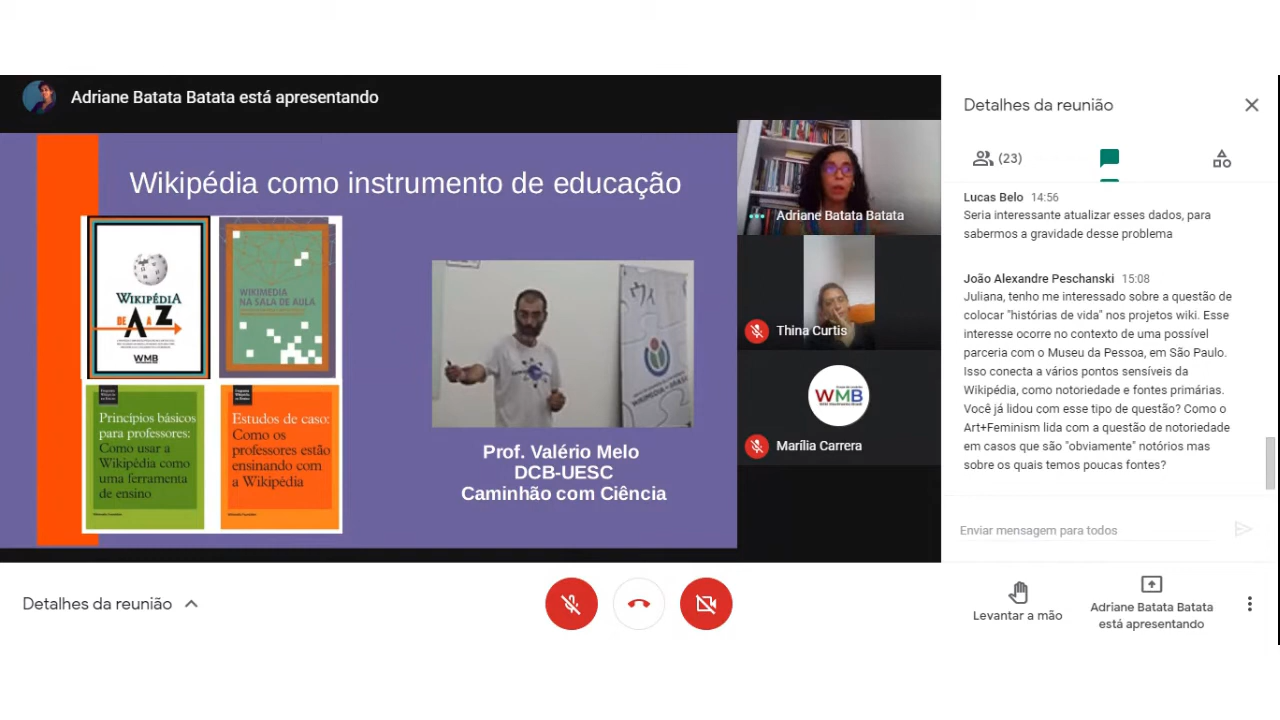 Adriane Batata Batata está apresentando
Wikipédia como instrumento de educação
WIKIPÉDIA
DE A A Z
WMB
WIKIMEDIA
NA SALA DE AULA
Princípios básicos
para professores:
Como usar a
Wikipédia como
uma ferramenta
de ensino
Estudos de caso:
Como os
professores estão
ensinando com
a Wikipédia
Prof. Valério Melo
DCB-UESC
Caminhão com Ciência
Adriane Batata Batata
Thina Curtis
WMB
Marília Carrera
Detalhes da reunião
(23)
Lucas Belo 14:56
Seria interessante atualizar esses dados, para
sabermos a gravidade desse problema
João Alexandre Peschanski 15:08
Juliana, tenho me interessado sobre a questão de
colocar "histórias de vida" nos projetos wiki. Esse
interesse ocorre no contexto de uma possível
parceria com o Museu da Pessoa, em São Paulo.
Isso conecta a vários pontos sensíveis da
Wikipédia, como notoriedade e fontes primárias.
Você já lidou com esse tipo de questão? Como o
Art+Feminism lida com a questão de notoriedade
em casos que são "obviamente" notórios mas
sobre os quais temos poucas fontes?
Enviar mensagem para todos
Detalhes da reunião
Levantar a mão
Adriane Batata Batata
está apresentando